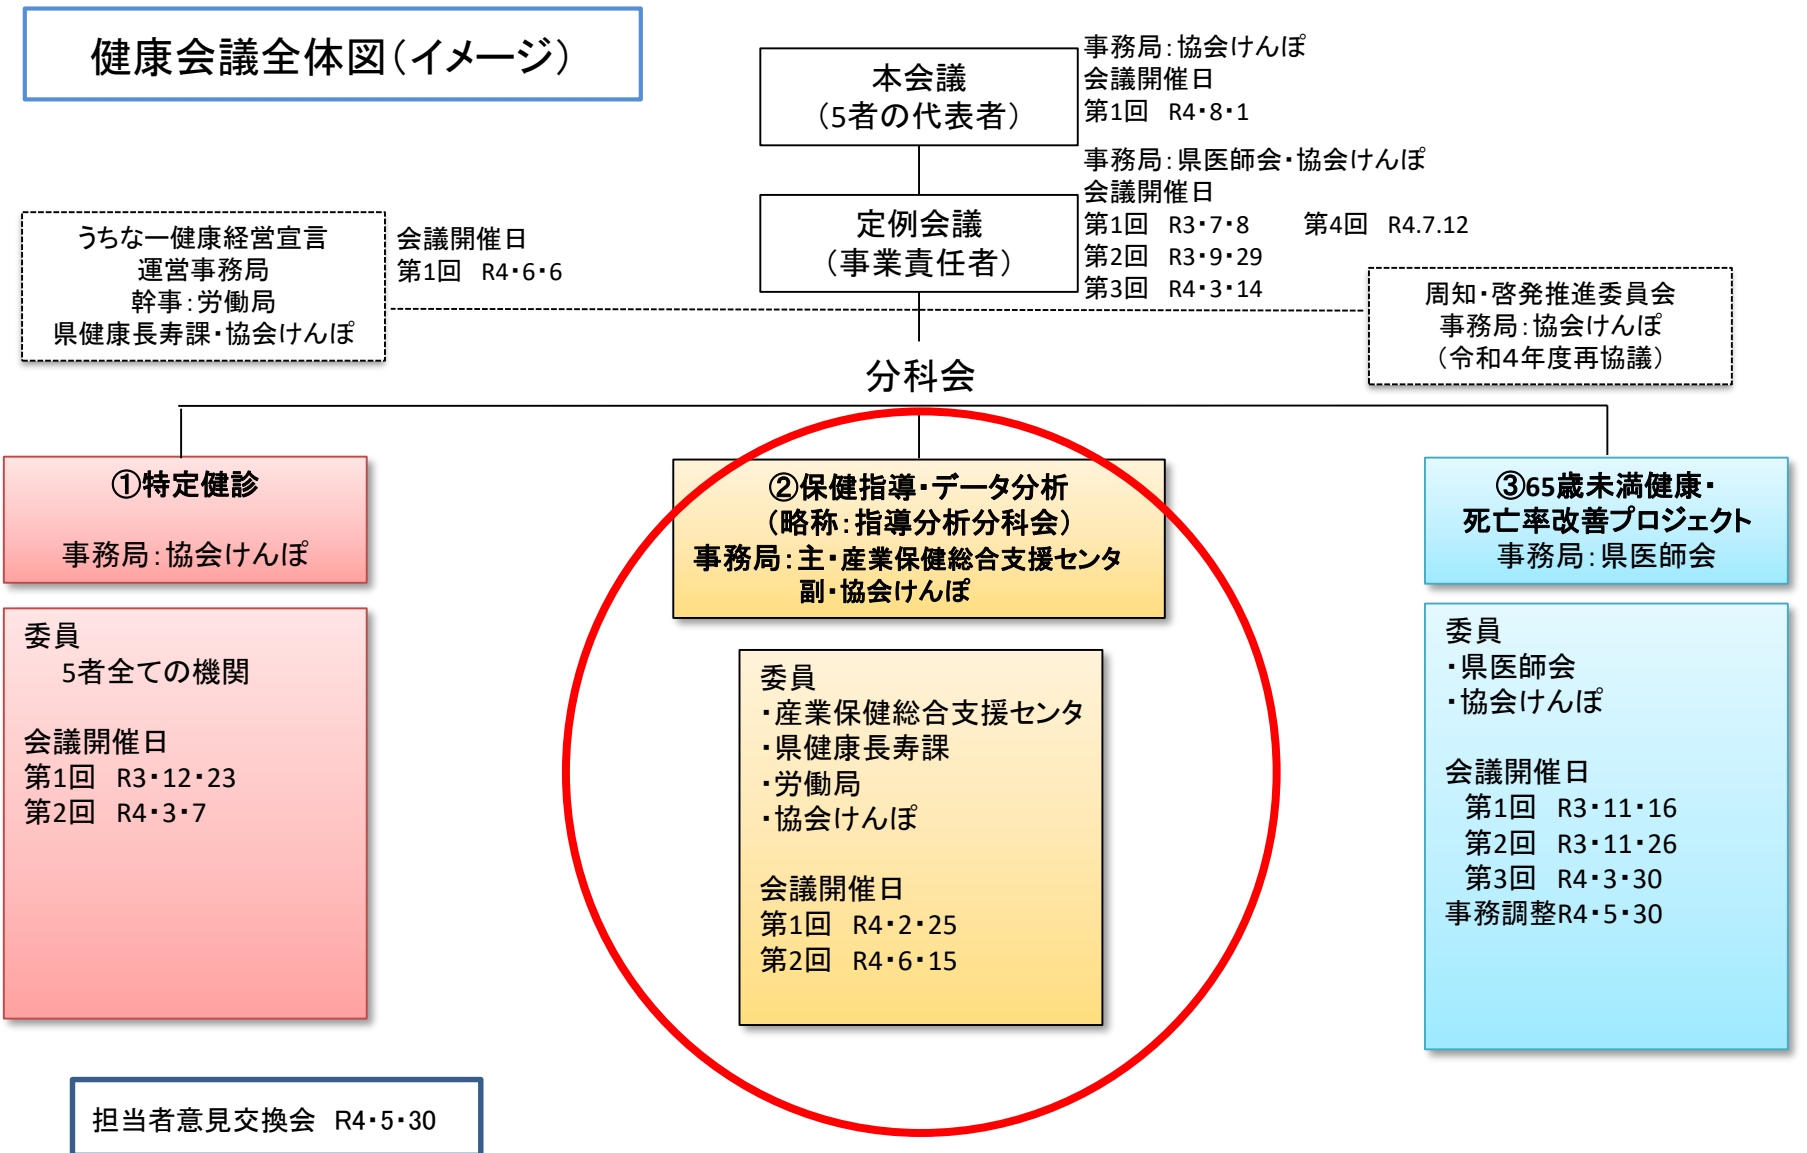 健康会議全体図(イメージ)
本会議
(5者の代表者)
事務局:協会けんぽ
会議開催日
第1回 R4・8・1
定例会議
(事業責任者)
事務局:県医師会・協会けんぽ
会議開催日
第1回 R3・7・8 第4回 R4.7.12
第2回 R3・9・29
第3回 R4・3・14
うちなー健康経営宣言
運営事務局
幹事:労働局
県健康長寿課・協会けんぽ
会議開催日
第1回 R4・6・6
周知・啓発推進委員会
事務局:協会けんぽ
(令和4年度再協議)
分科会
①特定健診
事務局:協会けんぽ
委員
5者全ての機関
会議開催日
第1回 R3・12・23
第2回 R4・3・7
②保健指導・データ分析
(略称:指導分析分科会)
事務局:主・産業保健総合支援センタ
副・協会けんぽ
委員
・産業保健総合支援センタ
・県健康長寿課
・労働局
・協会けんぽ
会議開催日
第1回 R4・2・25
第2回 R4・6・15
③65歳未満健康・
死亡率改善プロジェクト
事務局:県医師会
委員
・県医師会
・協会けんぽ
会議開催日
第1回 R3・11・16
第2回 R3・11・26
第3回 R4・3・30
事務調整R4・5・30
担当者意見交換会 R4・5・30